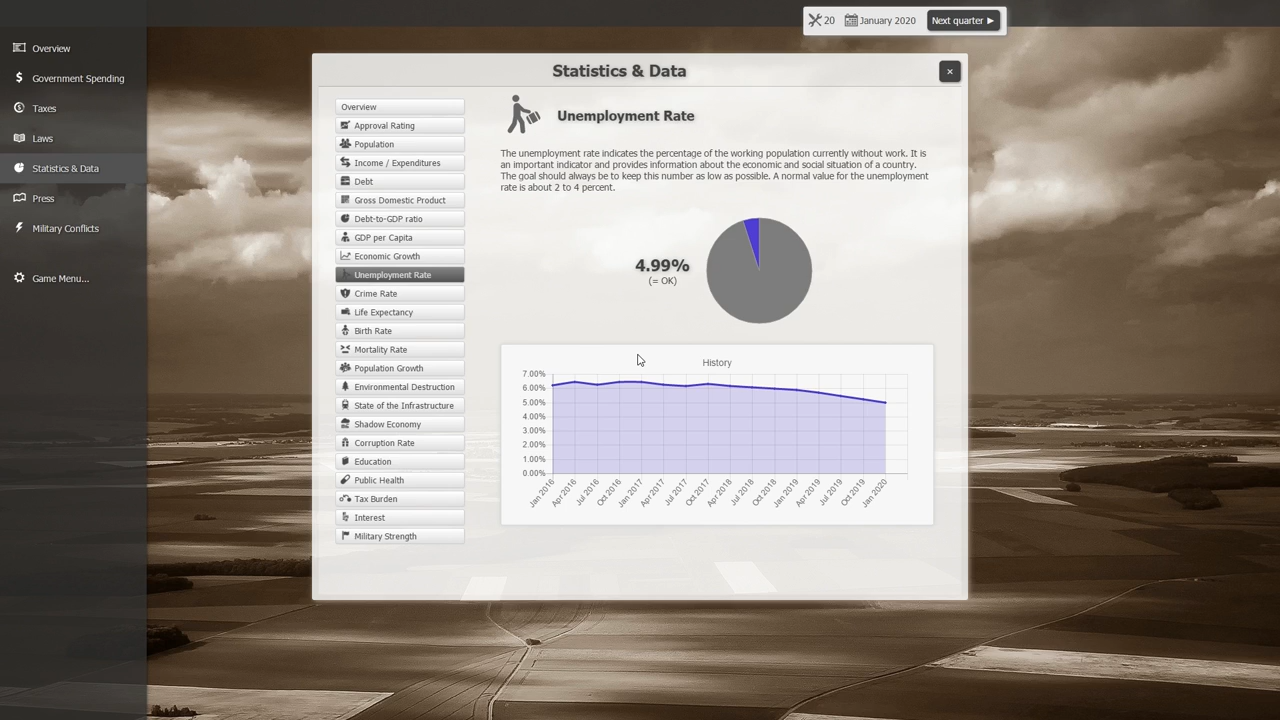 20
January 2020
Next quarter ►
Overview
Government Spending
Taxes
Laws
Statistics & Data
Press
Military Conflicts
Game Menu...
Statistics & Data
×
Overview
Approval Rating
Population
Income / Expenditures
Debt
Gross Domestic Product
Debt-to-GDP ratio
GDP per Capita
Economic Growth
Unemployment Rate
Crime Rate
Life Expectancy
Birth Rate
Mortality Rate
Population Growth
Environmental Destruction
State of the Infrastructure
Shadow Economy
Corruption Rate
Education
Public Health
Tax Burden
Interest
Military Strength
Unemployment Rate
The unemployment rate indicates the percentage of the working population currently without work. It is
an important indicator and provides information about the economic and social situation of a country.
The goal should always be to keep this number as low as possible. A normal value for the unemployment
rate is about 2 to 4 percent.
4.99%
(= OK)
History
7.00%
6.00%
5.00%
4.00%
3.00%
2.00%
1.00%
0.00%
Jan 2016
Apr 2016
Jul 2016
Oct 2016
Jan 2017
Apr 2017
Jul 2017
Oct 2017
Apr 2018
Jul 2018
Oct 2018
Jan 2019
Apr 2019
Jul 2019
Oct 2019
Jan 2020